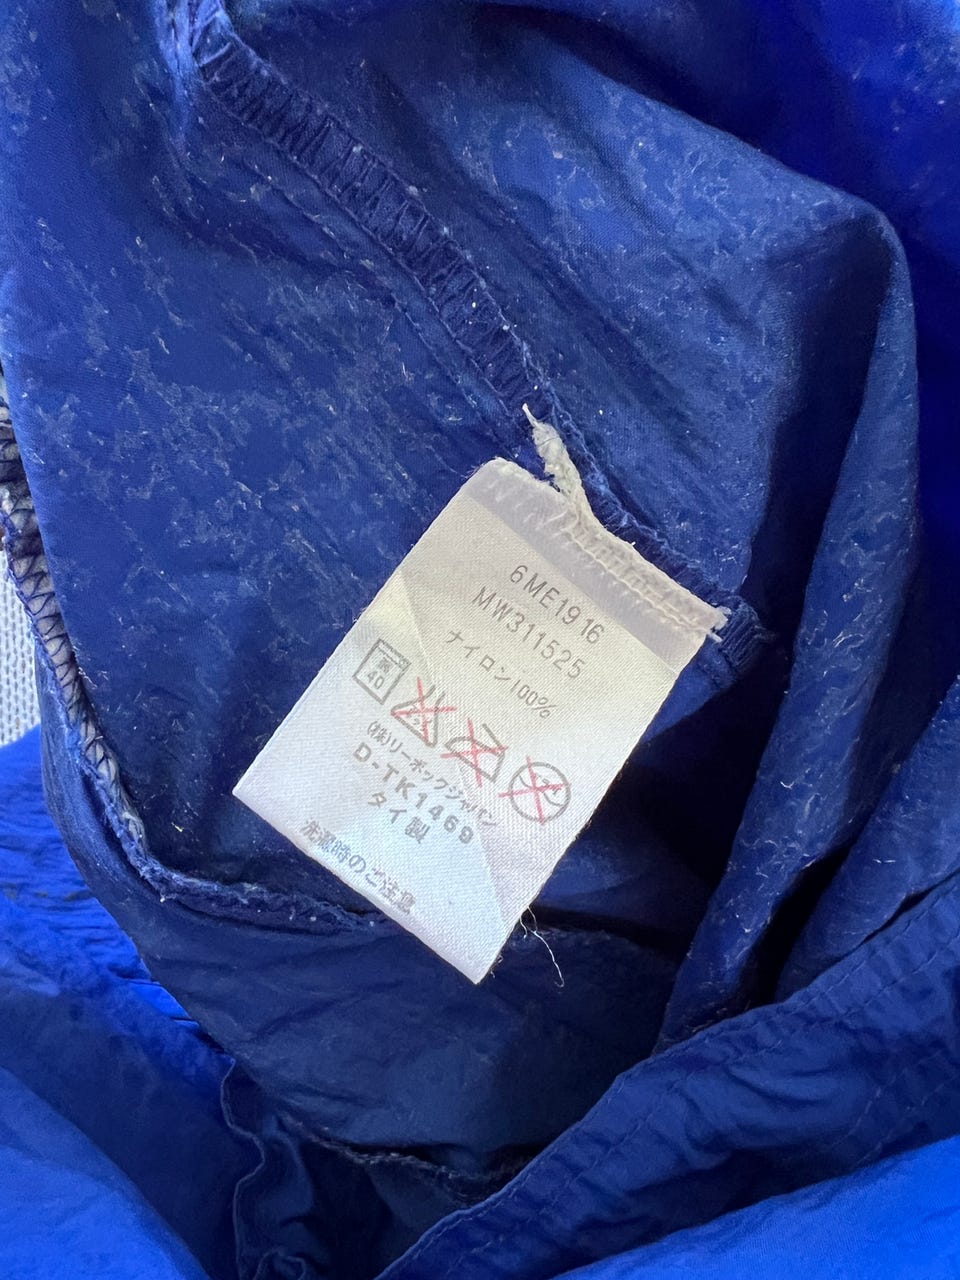 6ME1916
MW311525
ナイロン100%
40
(株)リーボックジャパン
D-TK1469
タイ製
洗濯時のご注意